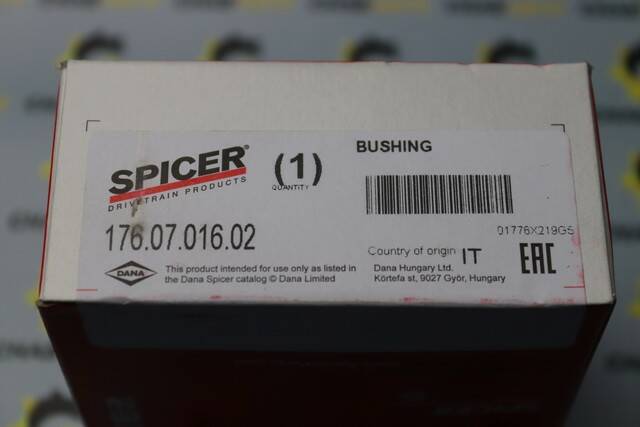 SPICER®
DRIVETRAIN PRODUCTS
(1)
QUANTITY
BUSHING
176.07.016.02
01776X219GS
Country of origin IT
EAC
DANA
This product intended for use only as listed in
the Dana Spicer catalog © Dana Limited
Dana Hungary Ltd.
Körtefa st, 9027 Győr, Hungary